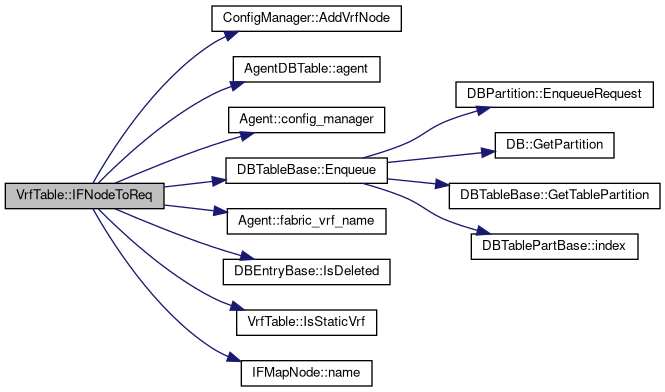 VrfTable::IFNodeToReq
ConfigManager::AddVrfNode
AgentDBTable::agent
Agent::config_manager
DBTableBase::Enqueue
Agent::fabric_vrf_name
DBEntryBase::IsDeleted
VrfTable::IsStaticVrf
IFMapNode::name
DBPartition::EnqueueRequest
DB::GetPartition
DBTableBase::GetTablePartition
DBTablePartBase::index